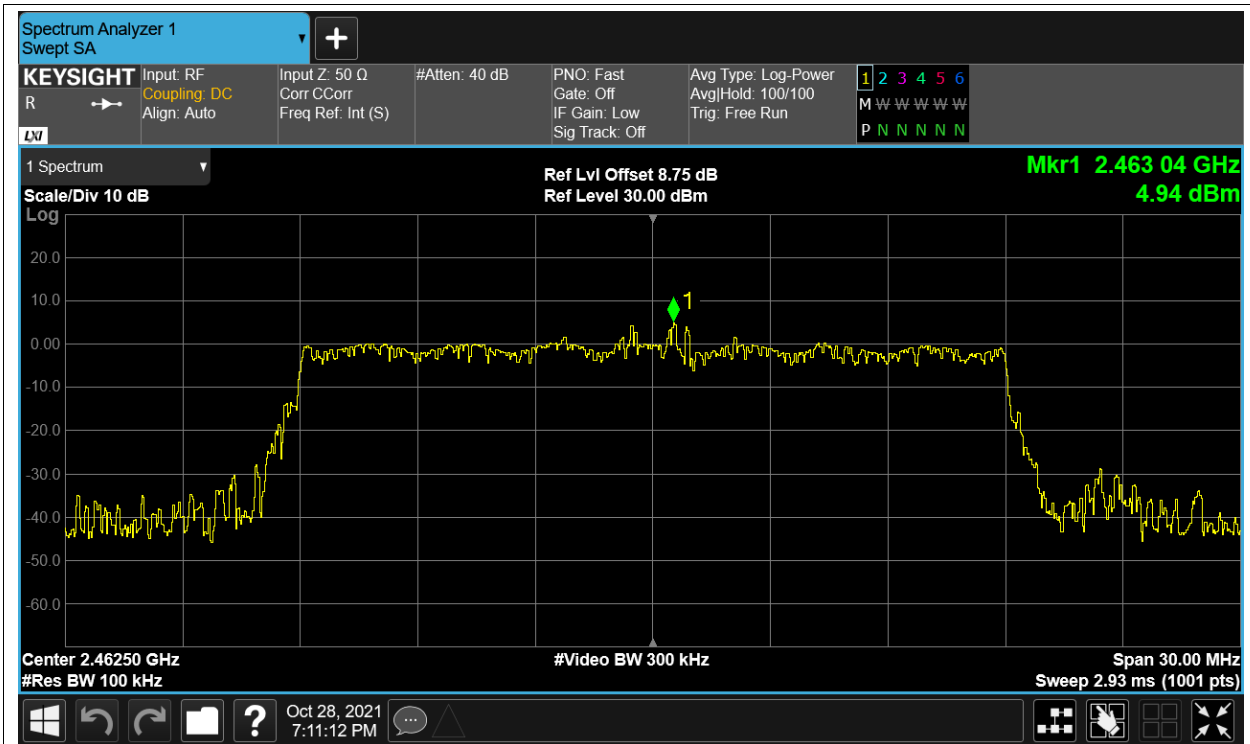 Spectrum Analyzer 1
Swept SA
KEYSIGHT
R
LXI
Input: RF
Coupling: DC
Align: Auto
Input Z: 50 Ω
Corr CCorr
Freq Ref: Int (S)
#Atten: 40 dB
PNO: Fast
Gate: Off
IF Gain: Low
Sig Track: Off
Avg Type: Log-Power
Avg|Hold: 100/100
Trig: Free Run
1 2 3 4 5 6
M W W W W W
P N N N N N
1 Spectrum
Scale/Div 10 dB
Ref Lvl Offset 8.75 dB
Ref Level 30.00 dBm
Mkr1 2.463 04 GHz
4.94 dBm
Log
20.0
10.0
1
0.00
-10.0
-20.0
-30.0
-40.0
-50.0
-60.0
Center 2.46250 GHz
#Video BW 300 kHz
Span 30.00 MHz
#Res BW 100 kHz
Sweep 2.93 ms (1001 pts)
?
Oct 28, 2021
7:11:12 PM